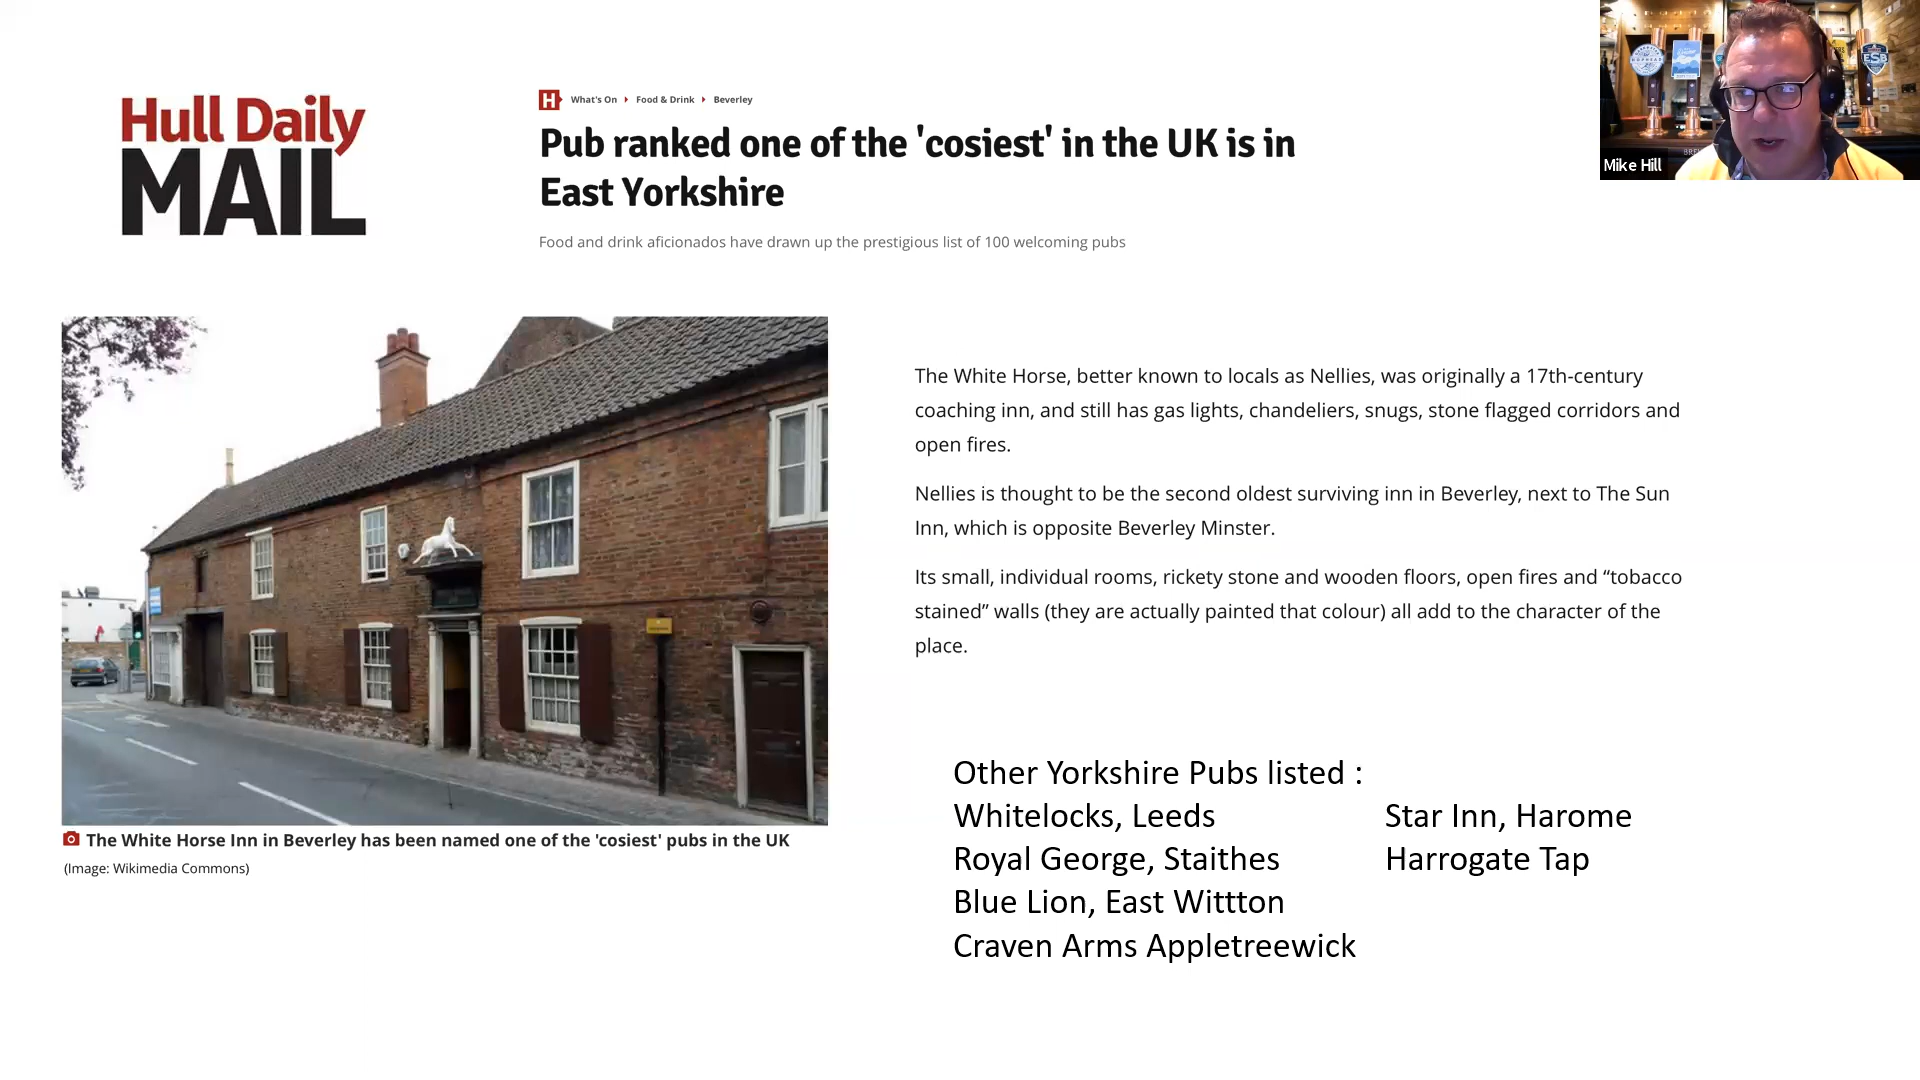 Hull Daily
MAIL
H
What's On
Food & Drink
Beverley
Pub ranked one of the 'cosiest' in the UK is in
East Yorkshire
Food and drink aficionados have drawn up the prestigious list of 100 welcoming pubs
ESB
Mike Hill
The White Horse, better known to locals as Nellies, was originally a 17th-century
coaching inn, and still has gas lights, chandeliers, snugs, stone flagged corridors and
open fires.
Nellies is thought to be the second oldest surviving inn in Beverley, next to The Sun
Inn, which is opposite Beverley Minster.
Its small, individual rooms, rickety stone and wooden floors, open fires and “tobacco
stained” walls (they are actually painted that colour) all add to the character of the
place.
The White Horse Inn in Beverley has been named one of the 'cosiest' pubs in the UK
(Image: Wikimedia Commons)
Other Yorkshire Pubs listed :
Whitelocks, Leeds
Royal George, Staithes
Blue Lion, East Wittton
Craven Arms Appletreewick
Star Inn, Harome
Harrogate Tap